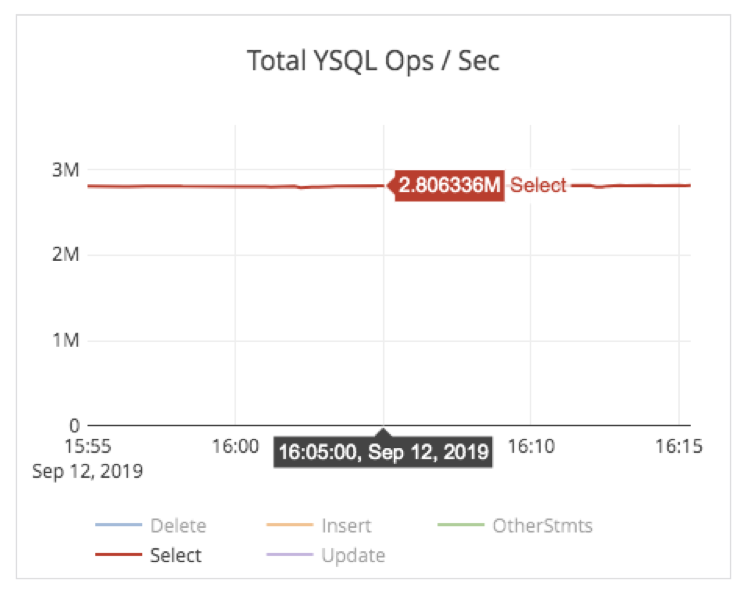 Total YSQL Ops / Sec
3M
2.806336M Select
2M
1M
0
15:55 16:00 16:05:00, Sep 12, 2019 16:10 16:15
Sep 12, 2019
Delete Insert OtherStmts
Select Update